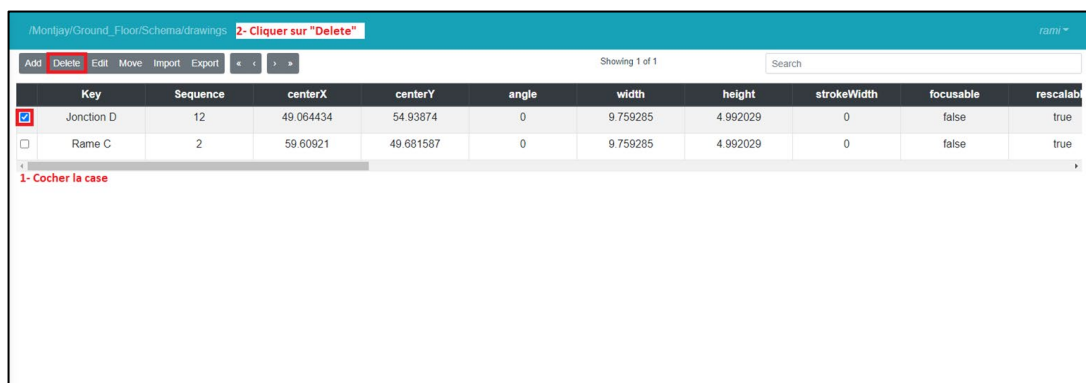 /Montjay/Ground_Floor/Schema/drawings 2- Cliquer sur "Delete" rami
Add Delete Edit Move Import Export « ‹ › » Showing 1 of 1 Search
Key Sequence centerX centerY angle width height strokeWidth focusable rescalabl
Jonction D 12 49.064434 54.93874 0 9.759285 4.992029 0 false true
Rame C 2 59.60921 49.681587 0 9.759285 4.992029 0 false true
1- Cocher la case